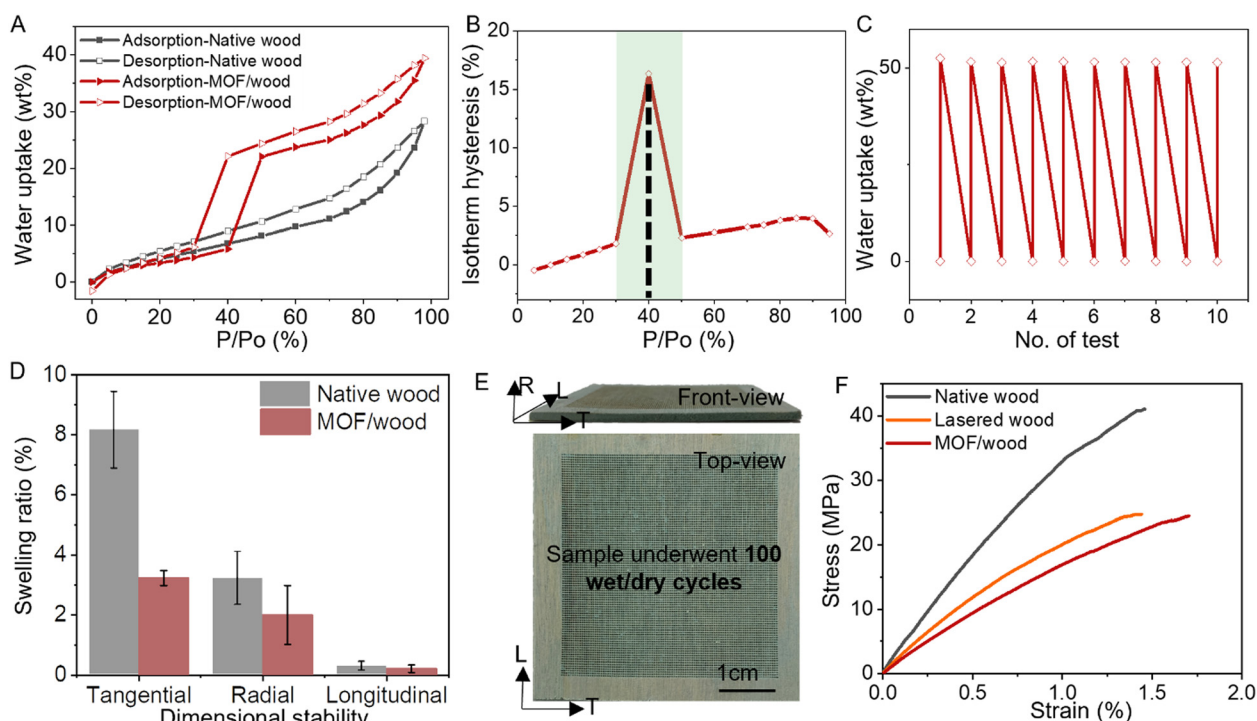 A
Adsorption-Native wood
Desorption-Native wood
Adsorption-MOF/wood
Desorption-MOF/wood
Water uptake (wt%)
40
30
20
10
0
0 20 40 60 80 100
P/Po (%)
B
Isotherm hysteresis (%)
20
15
10
5
0
0 20 40 60 80 100
P/Po (%)
C
Water uptake (wt%)
50
0
0 2 4 6 8 10
No. of test
D
Swelling ratio (%)
10
8
6
4
2
0
Native wood
MOF/wood
Tangential Radial Longitudinal
Dimensional stability
E
R
L
T
Front-view
Top-view
Sample underwent 100
wet/dry cycles
1cm
L
T
F
Native wood
Lasered wood
MOF/wood
Stress (MPa)
50
40
30
20
10
0
0.0 0.5 1.0 1.5 2.0
Strain (%)